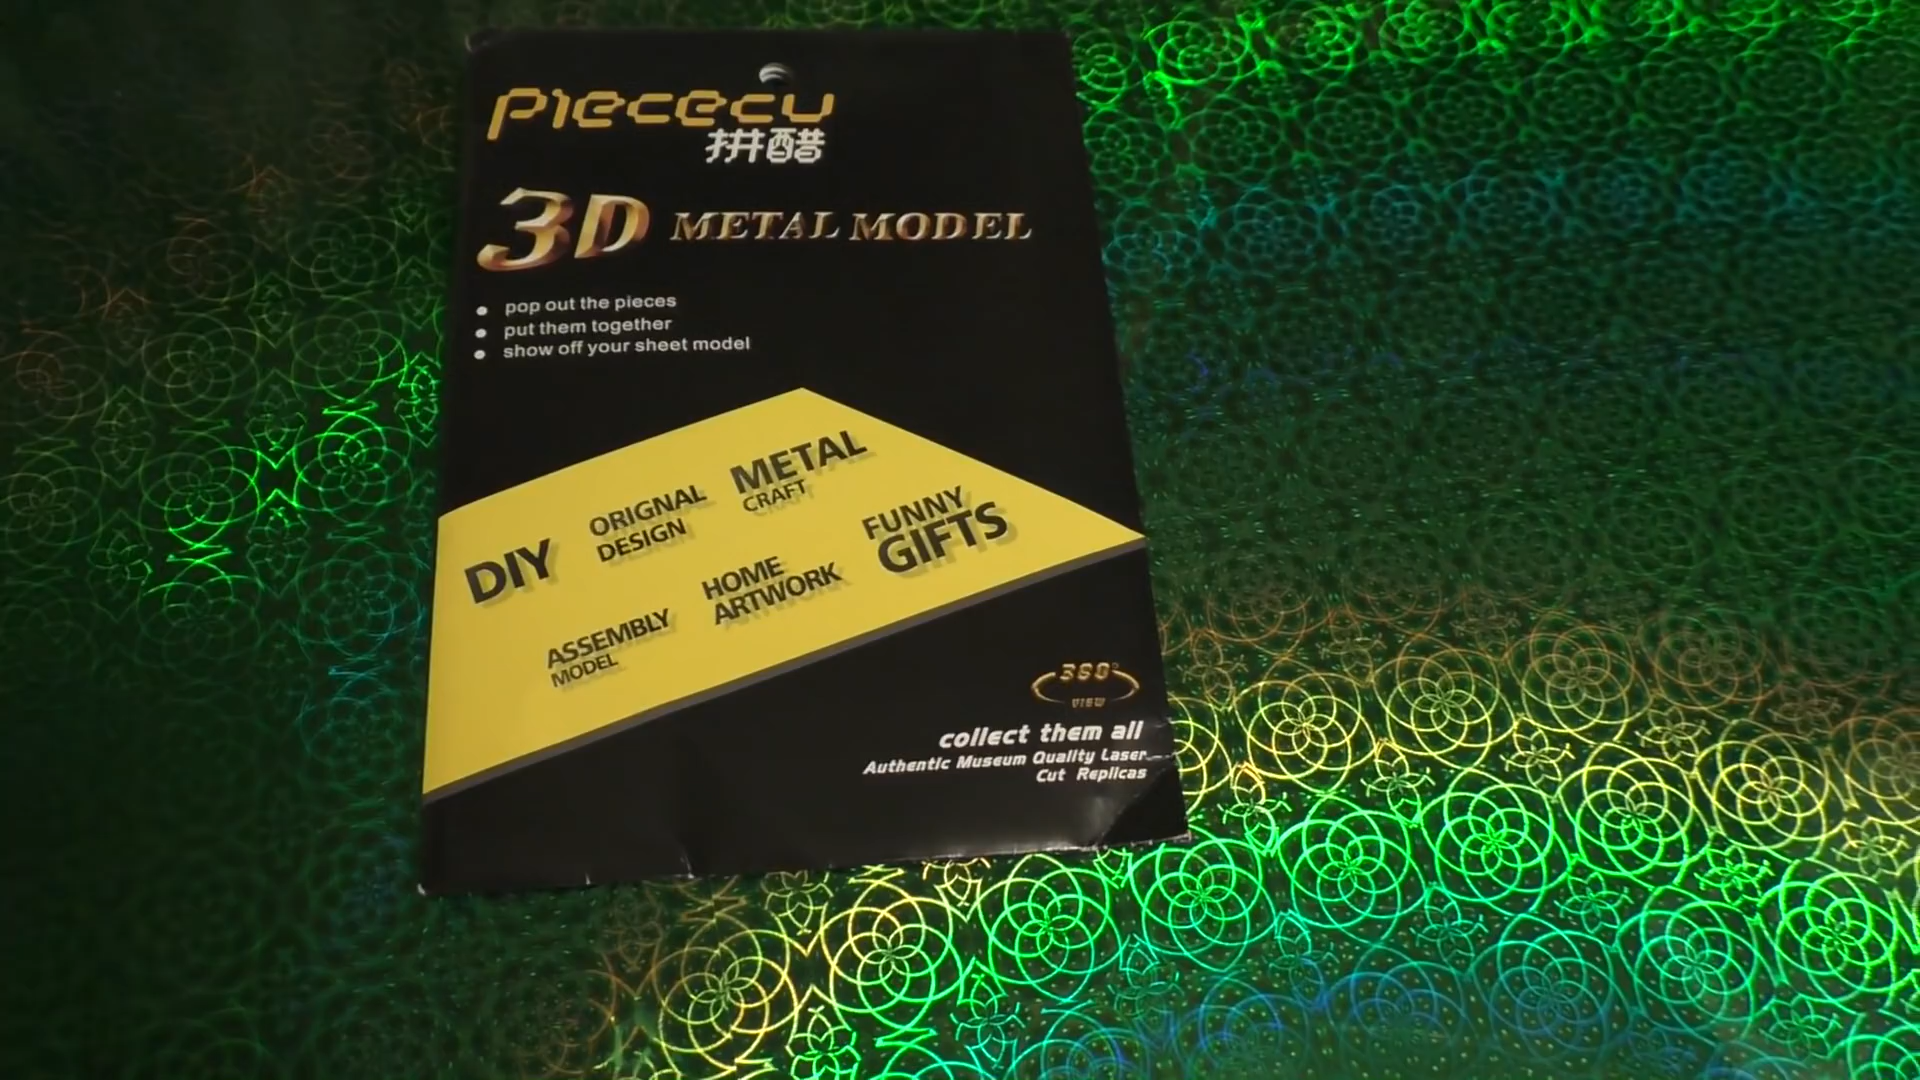 piececu
拼醋
3D METAL MODEL
pop out the pieces
put them together
show off your sheet model
METAL
CRAFT
ORIGNAL
DESIGN
DIY
FUNNY
GIFTS
HOME
ARTWORK
ASSEMBLY
MODEL
360°
VIEW
collect them all
Authentic Museum Quality Laser
Cut Replicas